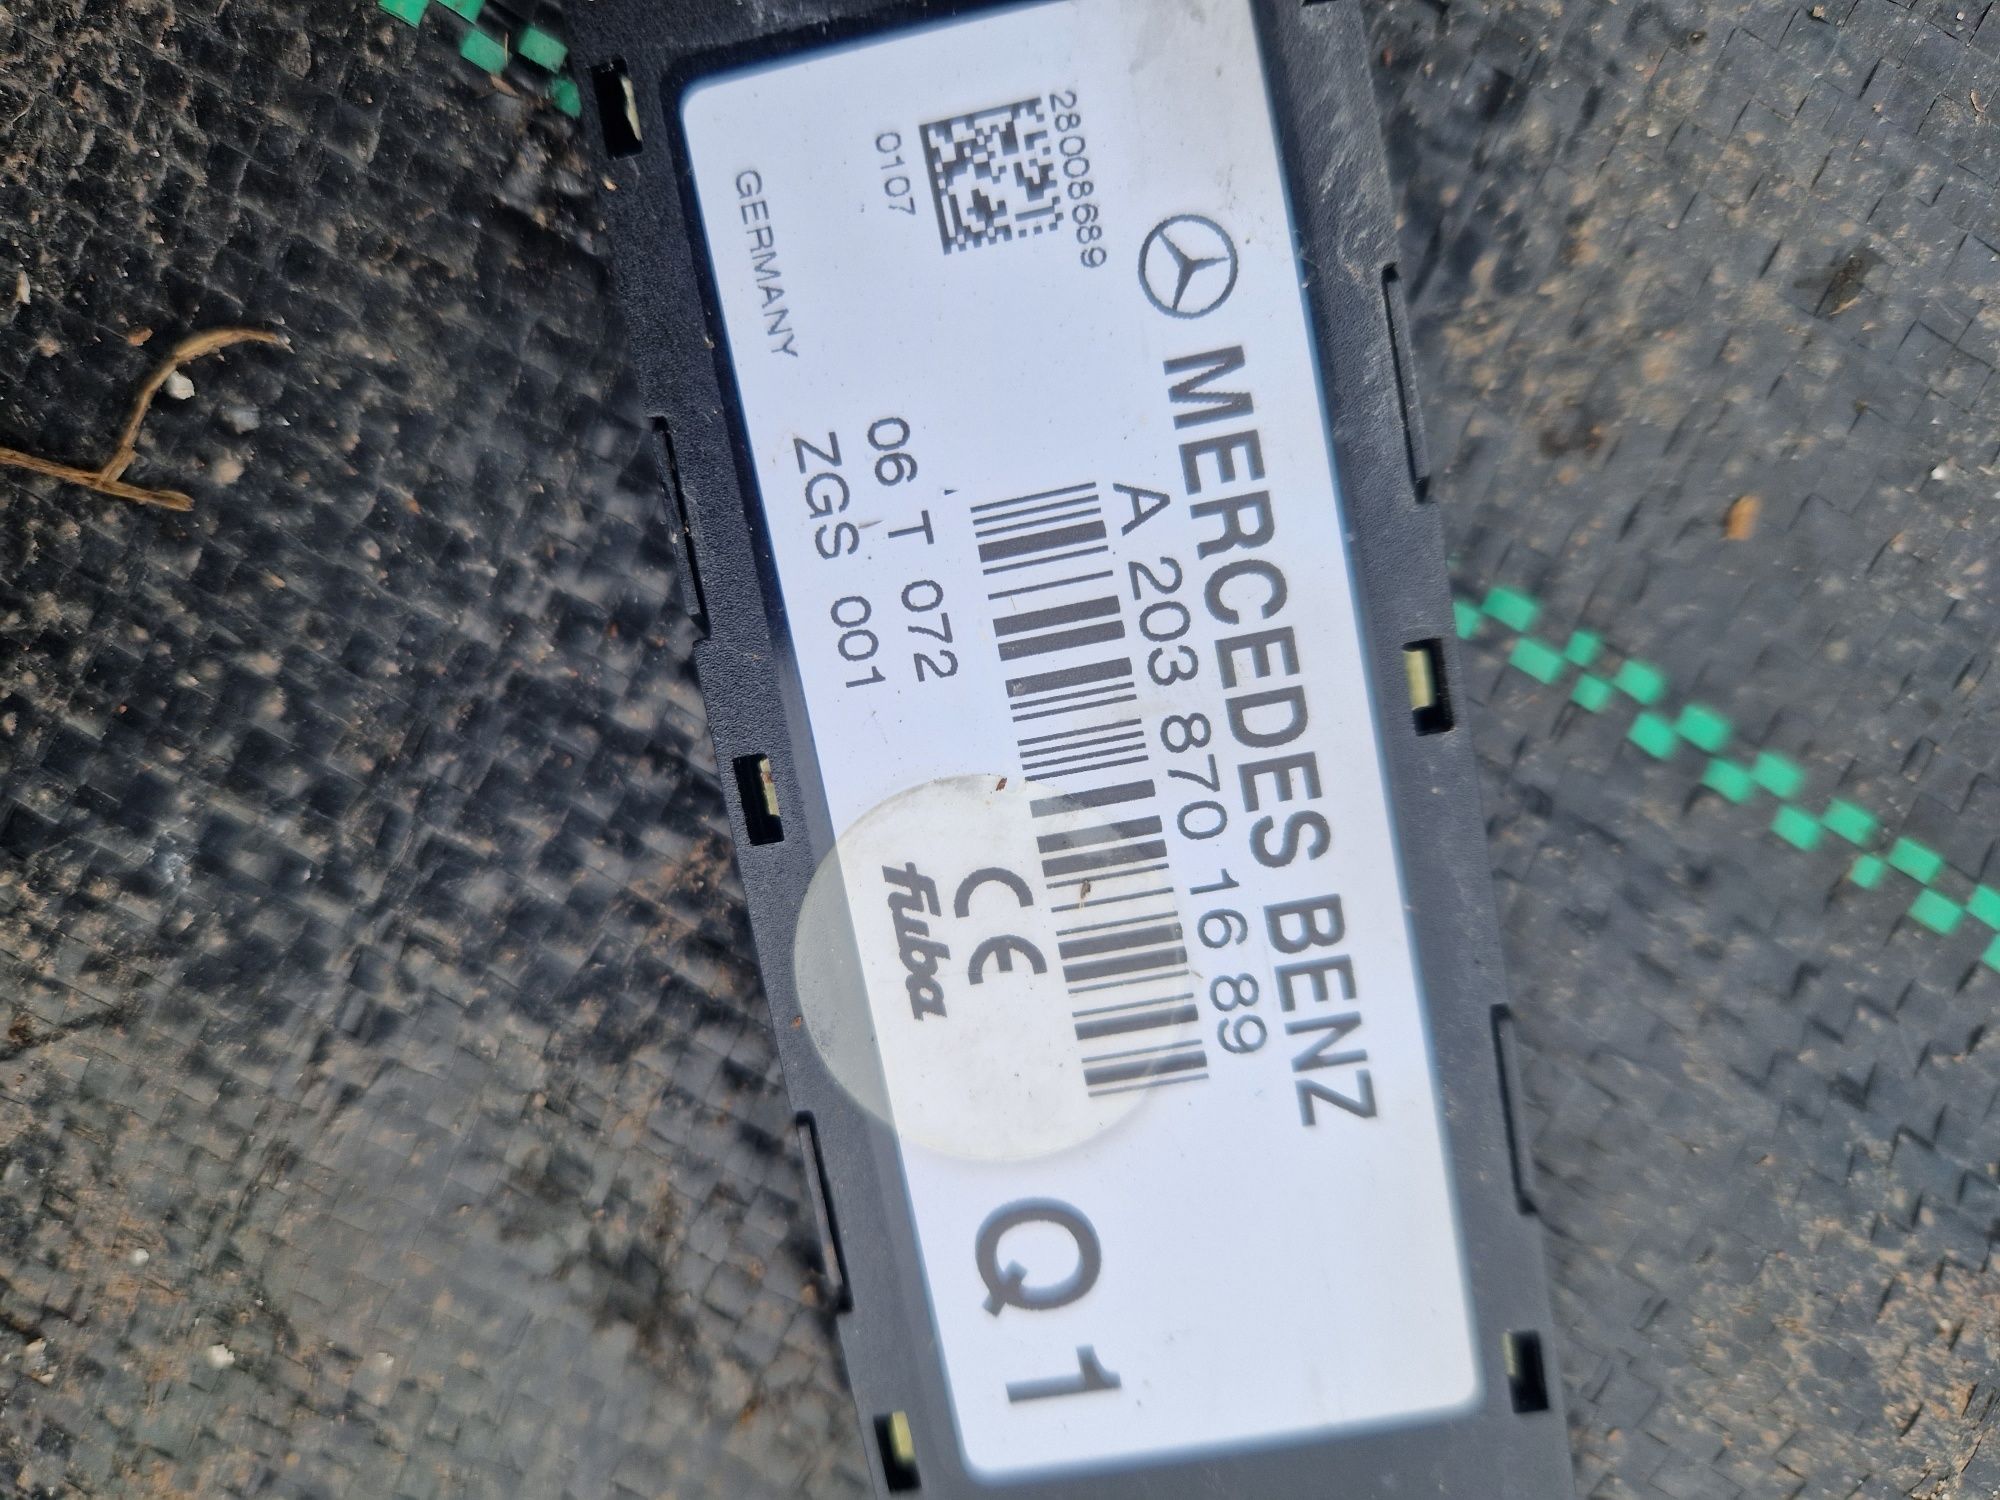 MERCEDES BENZ
A 203 870 16 89
28008689
0107
06 T 072
ZGS 001
GERMANY
CE
fuba
Q1